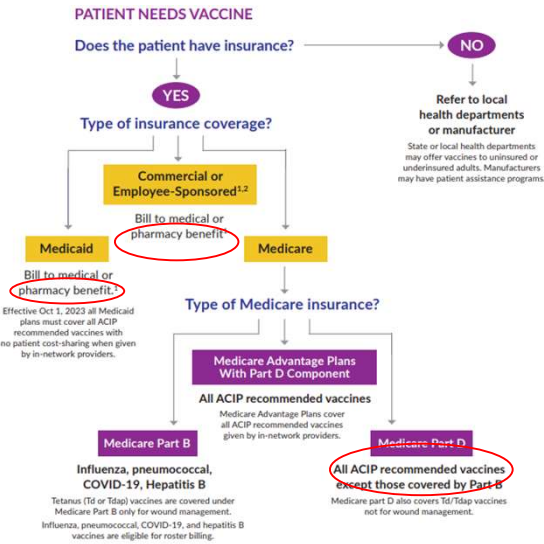 PATIENT NEEDS VACCINE
Does the patient have insurance?
NO
YES
Refer to local
health departments
or manufacturer
State or local health departments
may offer vaccines to uninsured or
underinsured adults. Manufacturers
may have patient assistance programs
Type of insurance coverage?
Commercial or
Employee-Sponsored1,2
Bill to medical or
pharmacy benefit1
Medicaid
Bill to medical or
pharmacy benefit.1
Effective Oct 1, 2023 all Medicaid
plans must cover all ACIP
recommended vaccines with
no patient cost-sharing when given
by in-network providers.
Medicare
Type of Medicare insurance?
Medicare Advantage Plans
With Part D Component
All ACIP recommended vaccines
Medicare Advantage Plans cover
all ACIP recommended vaccines
given by in-network providers.
Medicare Part B
Influenza, pneumococcal,
COVID-19, Hepatitis B
Tetanus (Td or Tdap) vaccines are covered under
Medicare Part B only for wound management.
Influenza, pneumococcal, COVID-19, and hepatitis B
vaccines are eligible for roster billing.
Medicare Part D
All ACIP recommended vaccines
except those covered by Part B
Medicare part D also covers Td/Tdap vaccines
not for wound management.